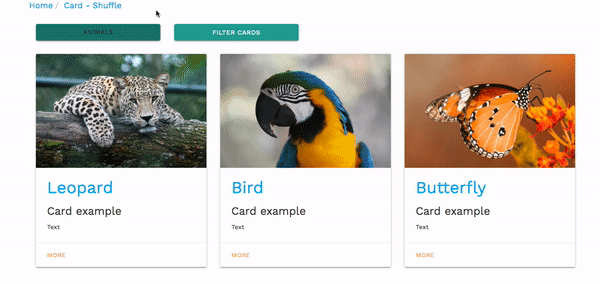 Home / Card - Shuffle
ANIMALS FILTER CARDS
Leopard Bird Butterfly
Card example Card example Card example
Text Text Text
MORE MORE MORE